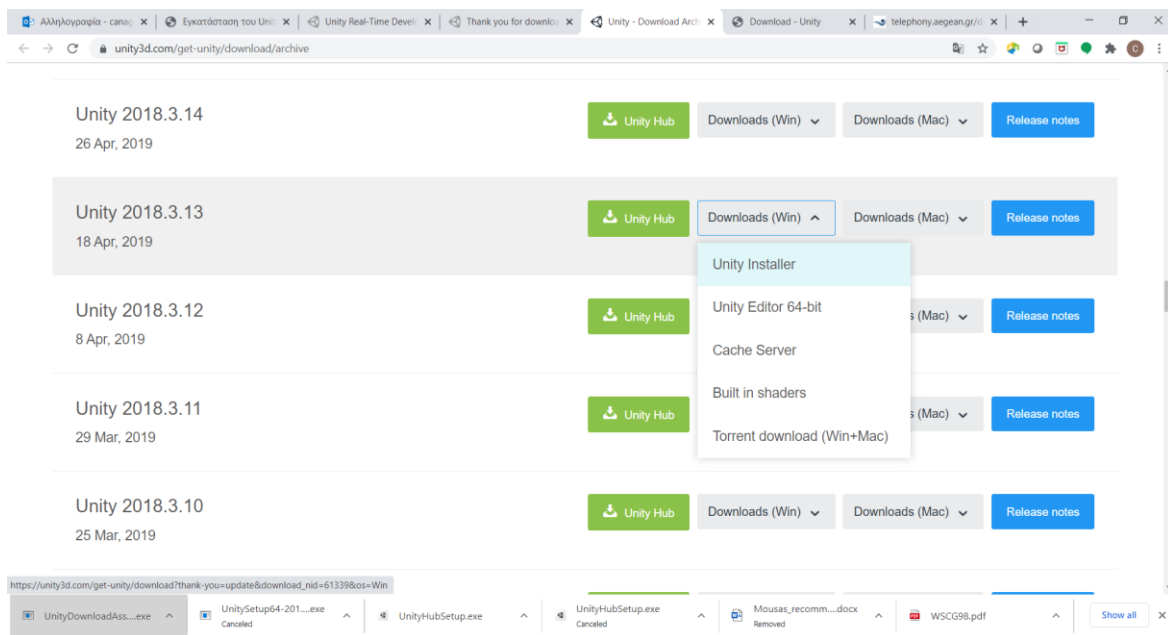 Αλληλογραφία - canag
Εγκατάσταση του Unit
Unity Real-Time Develo
Thank you for downloa
Unity - Download Arch
Download - Unity
telephony.aegean.gr/d
unity3d.com/get-unity/download/archive
C
Unity 2018.3.14
Unity Hub
Downloads (Win)
Downloads (Mac)
Release notes
26 Apr, 2019
Unity 2018.3.13
Unity Hub
Downloads (Win)
Downloads (Mac)
Release notes
18 Apr, 2019
Unity Installer
Unity Editor 64-bit
Cache Server
Built in shaders
Torrent download (Win+Mac)
Unity 2018.3.12
Unity Hub
s (Mac)
Release notes
8 Apr, 2019
Unity 2018.3.11
Unity Hub
s (Mac)
Release notes
29 Mar, 2019
Unity 2018.3.10
Unity Hub
Downloads (Win)
Downloads (Mac)
Release notes
25 Mar, 2019
https://unity3d.com/get-unity/download?thank-you=update&download_nid=61339&os=Win
UnityDownloadAss....exe
UnitySetup64-201....exe
Canceled
UnityHubSetup.exe
UnityHubSetup.exe
Canceled
Mousas_recomm....docx
Removed
WSCG98.pdf
Show all